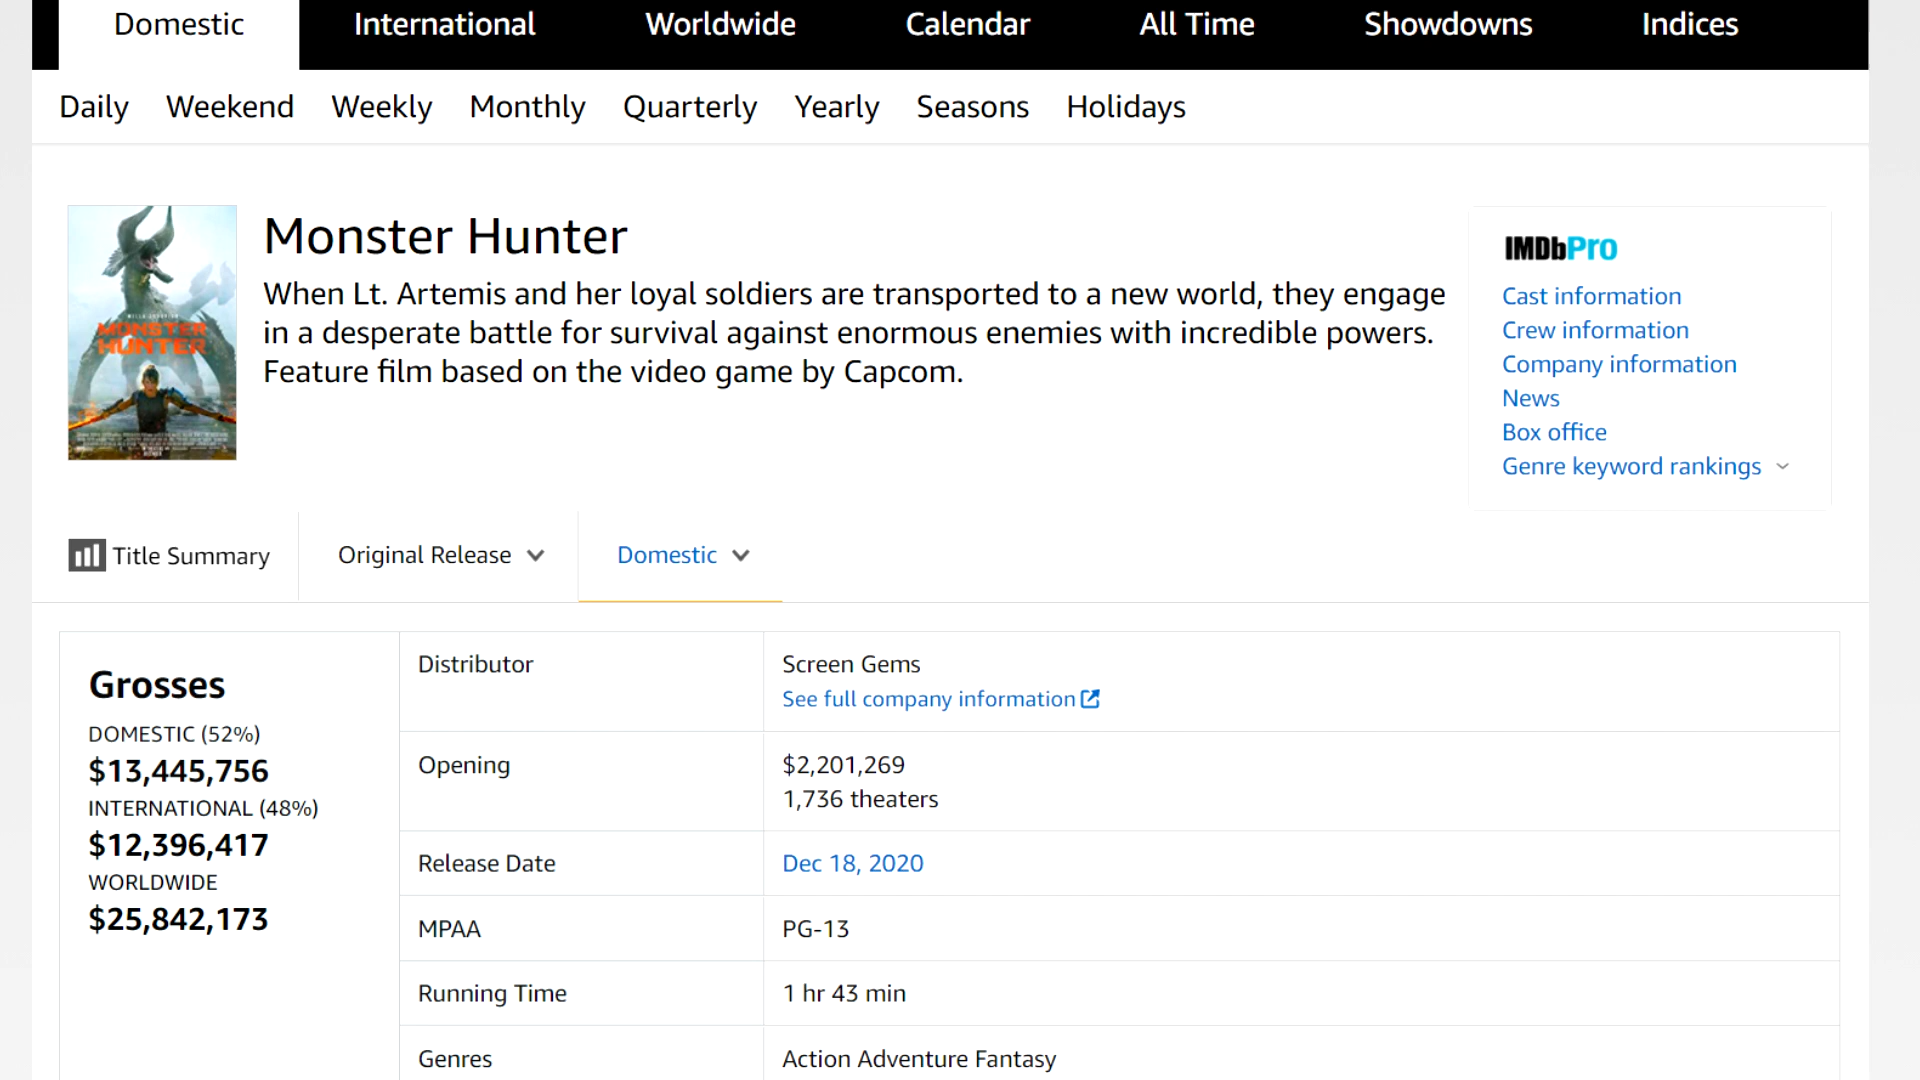 Domestic International Worldwide Calendar All Time Showdowns Indices
Daily Weekend Weekly Monthly Quarterly Yearly Seasons Holidays
MILLA JOVOVICH
MONSTER
HUNTER
Monster Hunter
When Lt. Artemis and her loyal soldiers are transported to a new world, they engage
in a desperate battle for survival against enormous enemies with incredible powers.
Feature film based on the video game by Capcom.
IMDbPro
Cast information
Crew information
Company information
News
Box office
Genre keyword rankings
Title Summary Original Release Domestic
Grosses
DOMESTIC (52%)
$13,445,756
INTERNATIONAL (48%)
$12,396,417
WORLDWIDE
$25,842,173
Distributor Screen Gems
See full company information
Opening $2,201,269
1,736 theaters
Release Date Dec 18, 2020
MPAA PG-13
Running Time 1 hr 43 min
Genres Action Adventure Fantasy